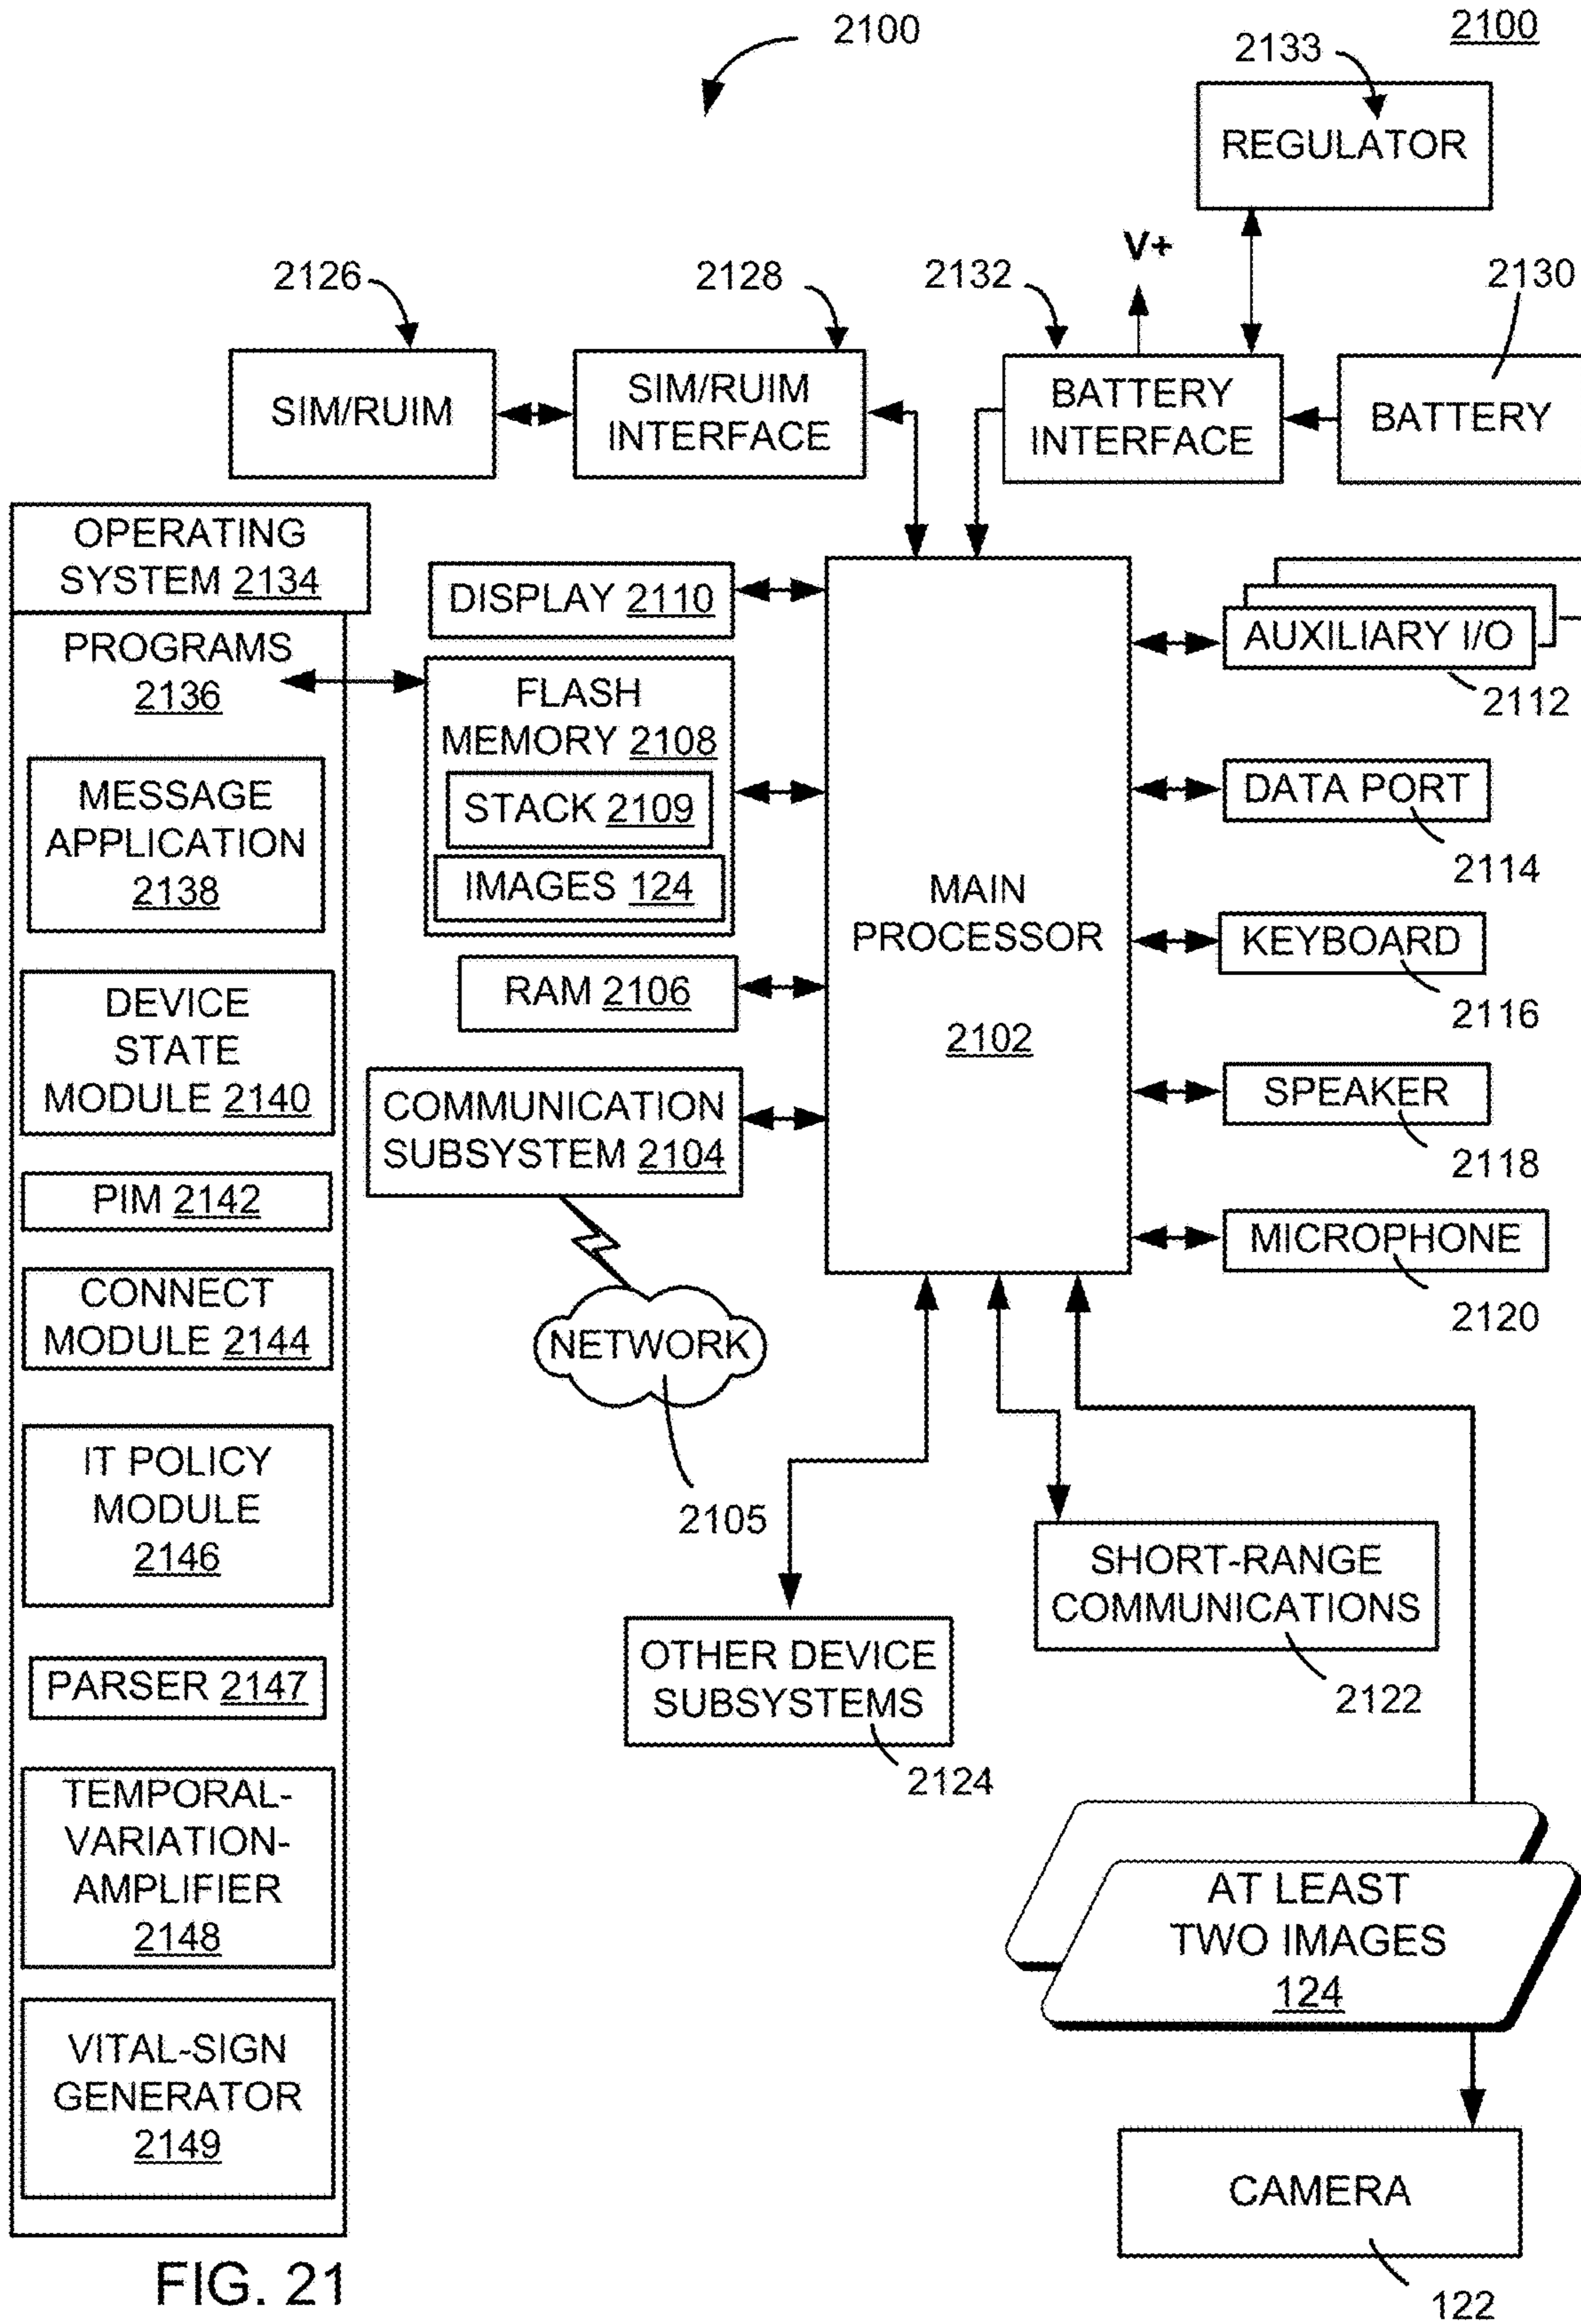 2100
2100
2133
REGULATOR
V+
2126
2128
2132
2130
SIM/RUIM
SIM/RUIM
INTERFACE
BATTERY
INTERFACE
BATTERY
OPERATING
SYSTEM 2134
PROGRAMS
2136
MESSAGE
APPLICATION
2138
DEVICE
STATE
MODULE 2140
PIM 2142
CONNECT
MODULE 2144
IT POLICY
MODULE
2146
PARSER 2147
TEMPORAL-
VARIATION-
AMPLIFIER
2148
VITAL-SIGN
GENERATOR
2149
DISPLAY 2110
FLASH
MEMORY 2108
STACK 2109
IMAGES 124
RAM 2106
COMMUNICATION
SUBSYSTEM 2104
NETWORK
2105
MAIN
PROCESSOR
2102
AUXILIARY I/O
2112
DATA PORT
2114
KEYBOARD
2116
SPEAKER
2118
MICROPHONE
2120
SHORT-RANGE
COMMUNICATIONS
2122
OTHER DEVICE
SUBSYSTEMS
2124
AT LEAST
TWO IMAGES
124
CAMERA
122
FIG. 21